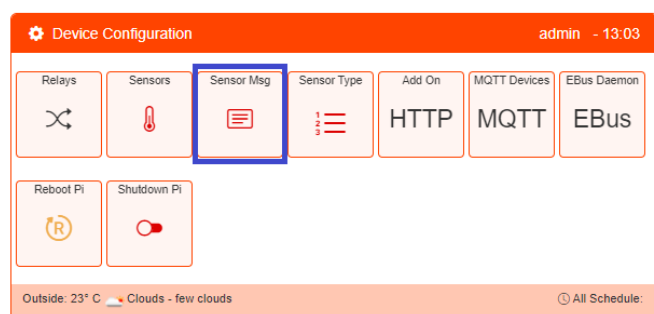 Device Configuration admin - 13:03
Relays Sensors Sensor Msg Sensor Type Add On MQTT Devices EBus Daemon
1 2 3 HTTP MQTT EBus
Reboot Pi Shutdown Pi
R
Outside: 23° C Clouds - few clouds All Schedule: